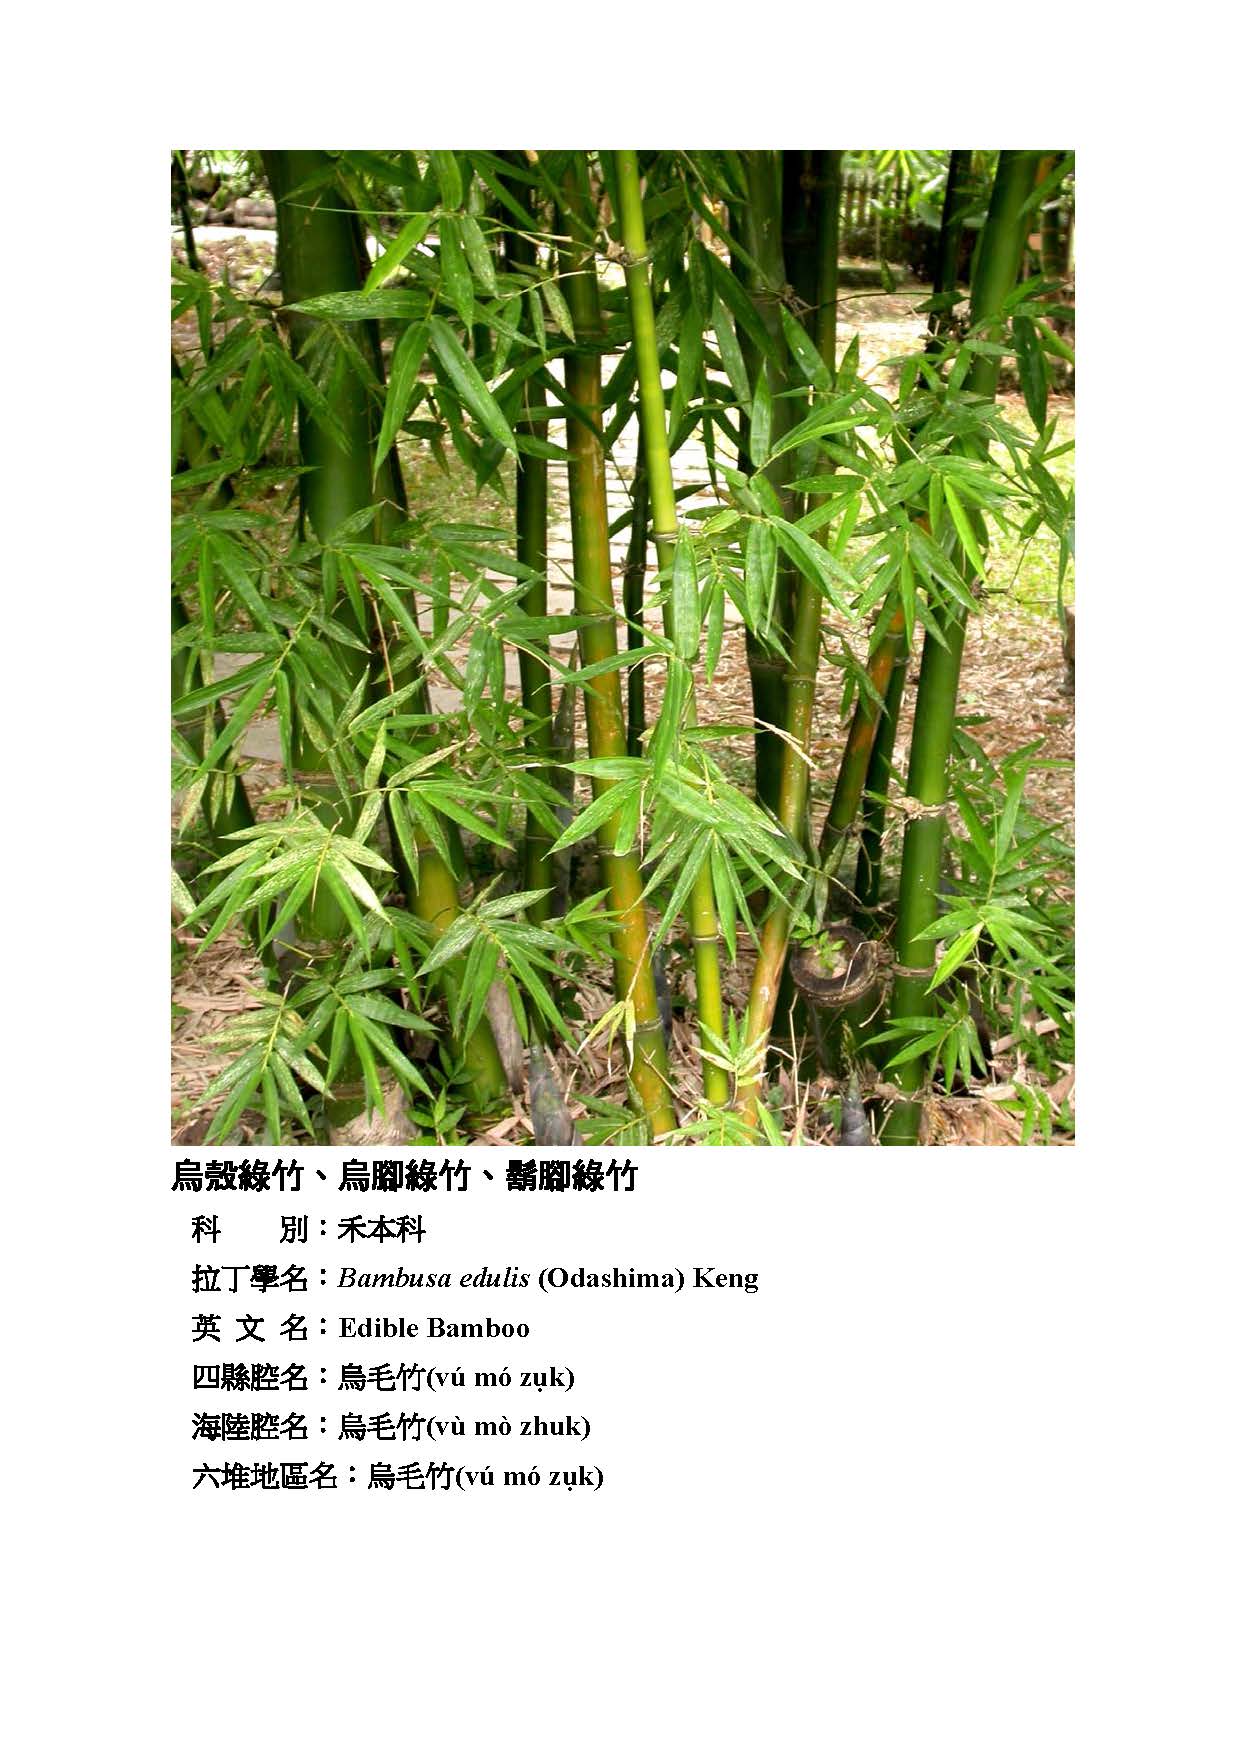 烏殼綠竹、烏腳綠竹、鬍腳綠竹
科　　別：禾本科
拉丁學名：Bambusa edulis (Odashima) Keng
英 文 名：Edible Bamboo
四縣腔名：烏毛竹(vú mó zụk)
海陸腔名：烏毛竹(vù mò zhuk)
六堆地區名：烏毛竹(vú mó zụk)